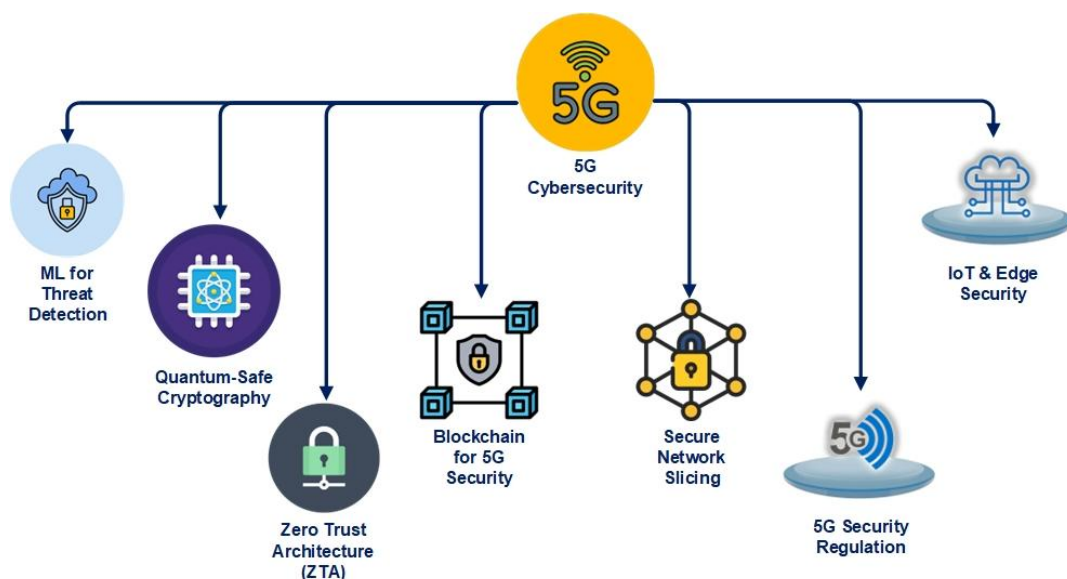 5G
5G
Cybersecurity
ML for
Threat
Detection
Quantum-Safe
Cryptography
Zero Trust
Architecture
(ZTA)
Blockchain
for 5G
Security
Secure
Network
Slicing
5G
5G Security
Regulation
IoT & Edge
Security